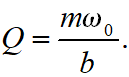 Q = mω₀/b.